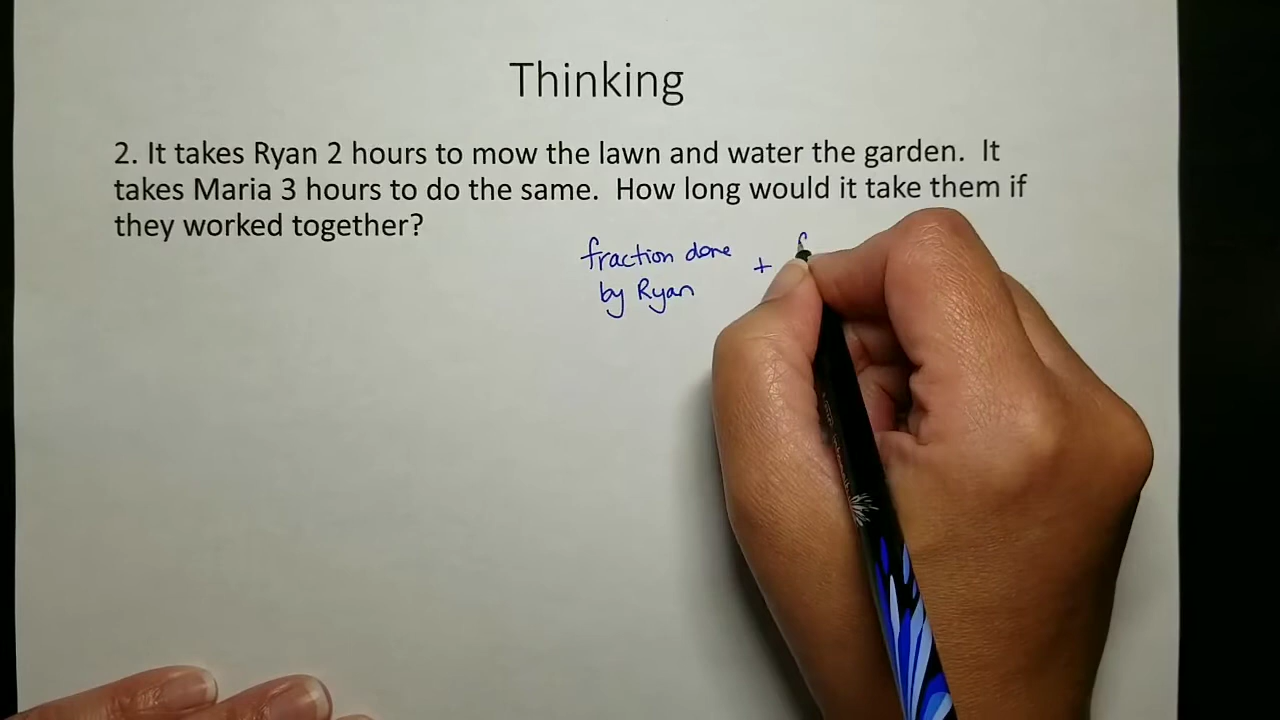 Thinking
2. It takes Ryan 2 hours to mow the lawn and water the garden. It
takes Maria 3 hours to do the same. How long would it take them if
they worked together?
fraction done +
by Ryan